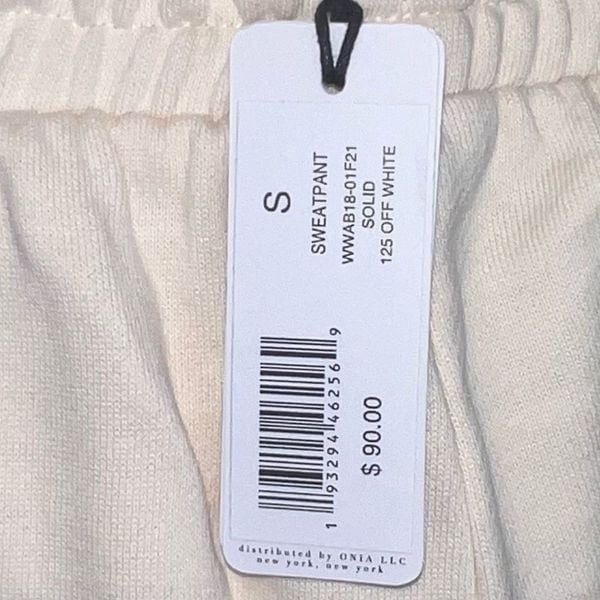 S
SWEATPANT
WWAB18-01F21
SOLID
125 OFF WHITE
1 93294 46256 9
$ 90.00
distributed by ONIA LLC
new york, new york